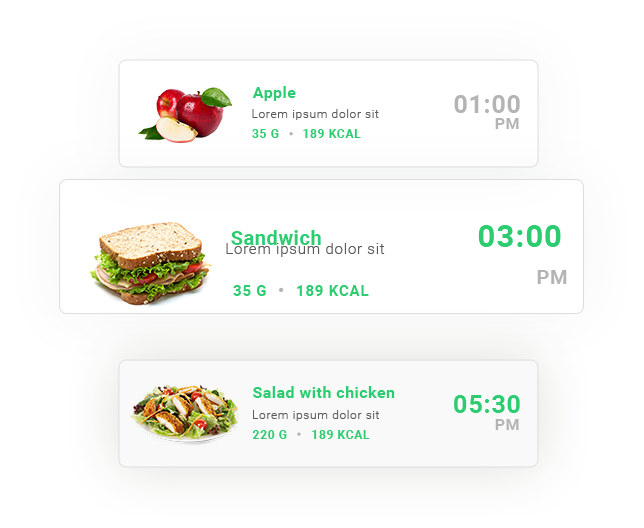 Apple
Lorem ipsum dolor sit
35 G • 189 KCAL
01:00
PM
Sandwich
Lorem ipsum dolor sit
35 G • 189 KCAL
03:00
PM
Salad with chicken
Lorem ipsum dolor sit
220 G • 189 KCAL
05:30
PM